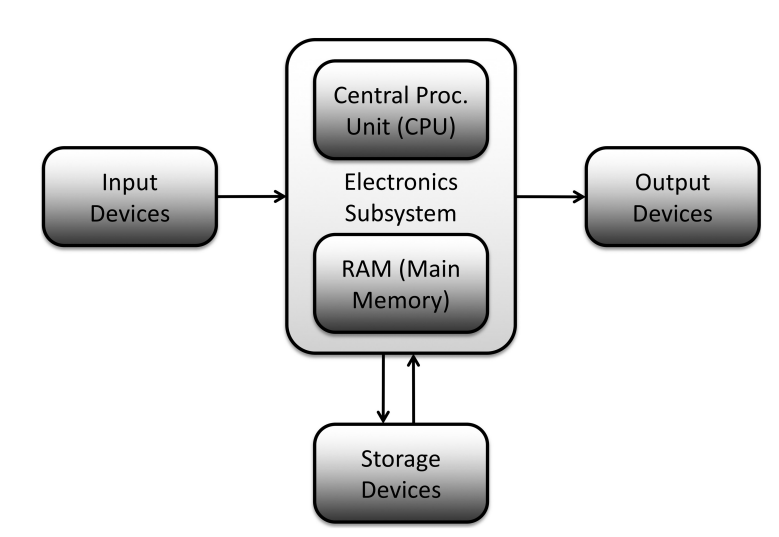 Central Proc.
Unit (CPU)
Input
Devices
Electronics
Subsystem
Output
Devices
RAM (Main
Memory)
Storage
Devices